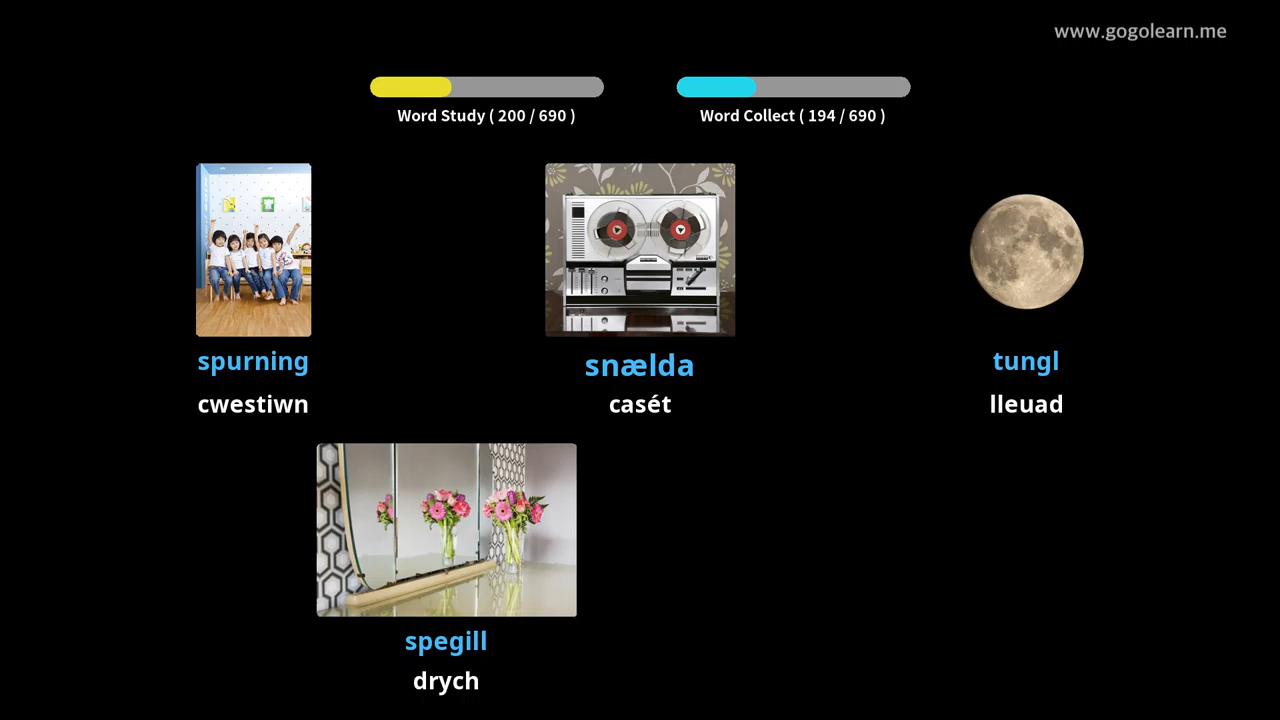 www.gogolearn.me
Word Study ( 200 / 690 )
Word Collect ( 194 / 690 )
spurning
cwestiwn
snælda
casét
tungl
lleuad
spegill
drych